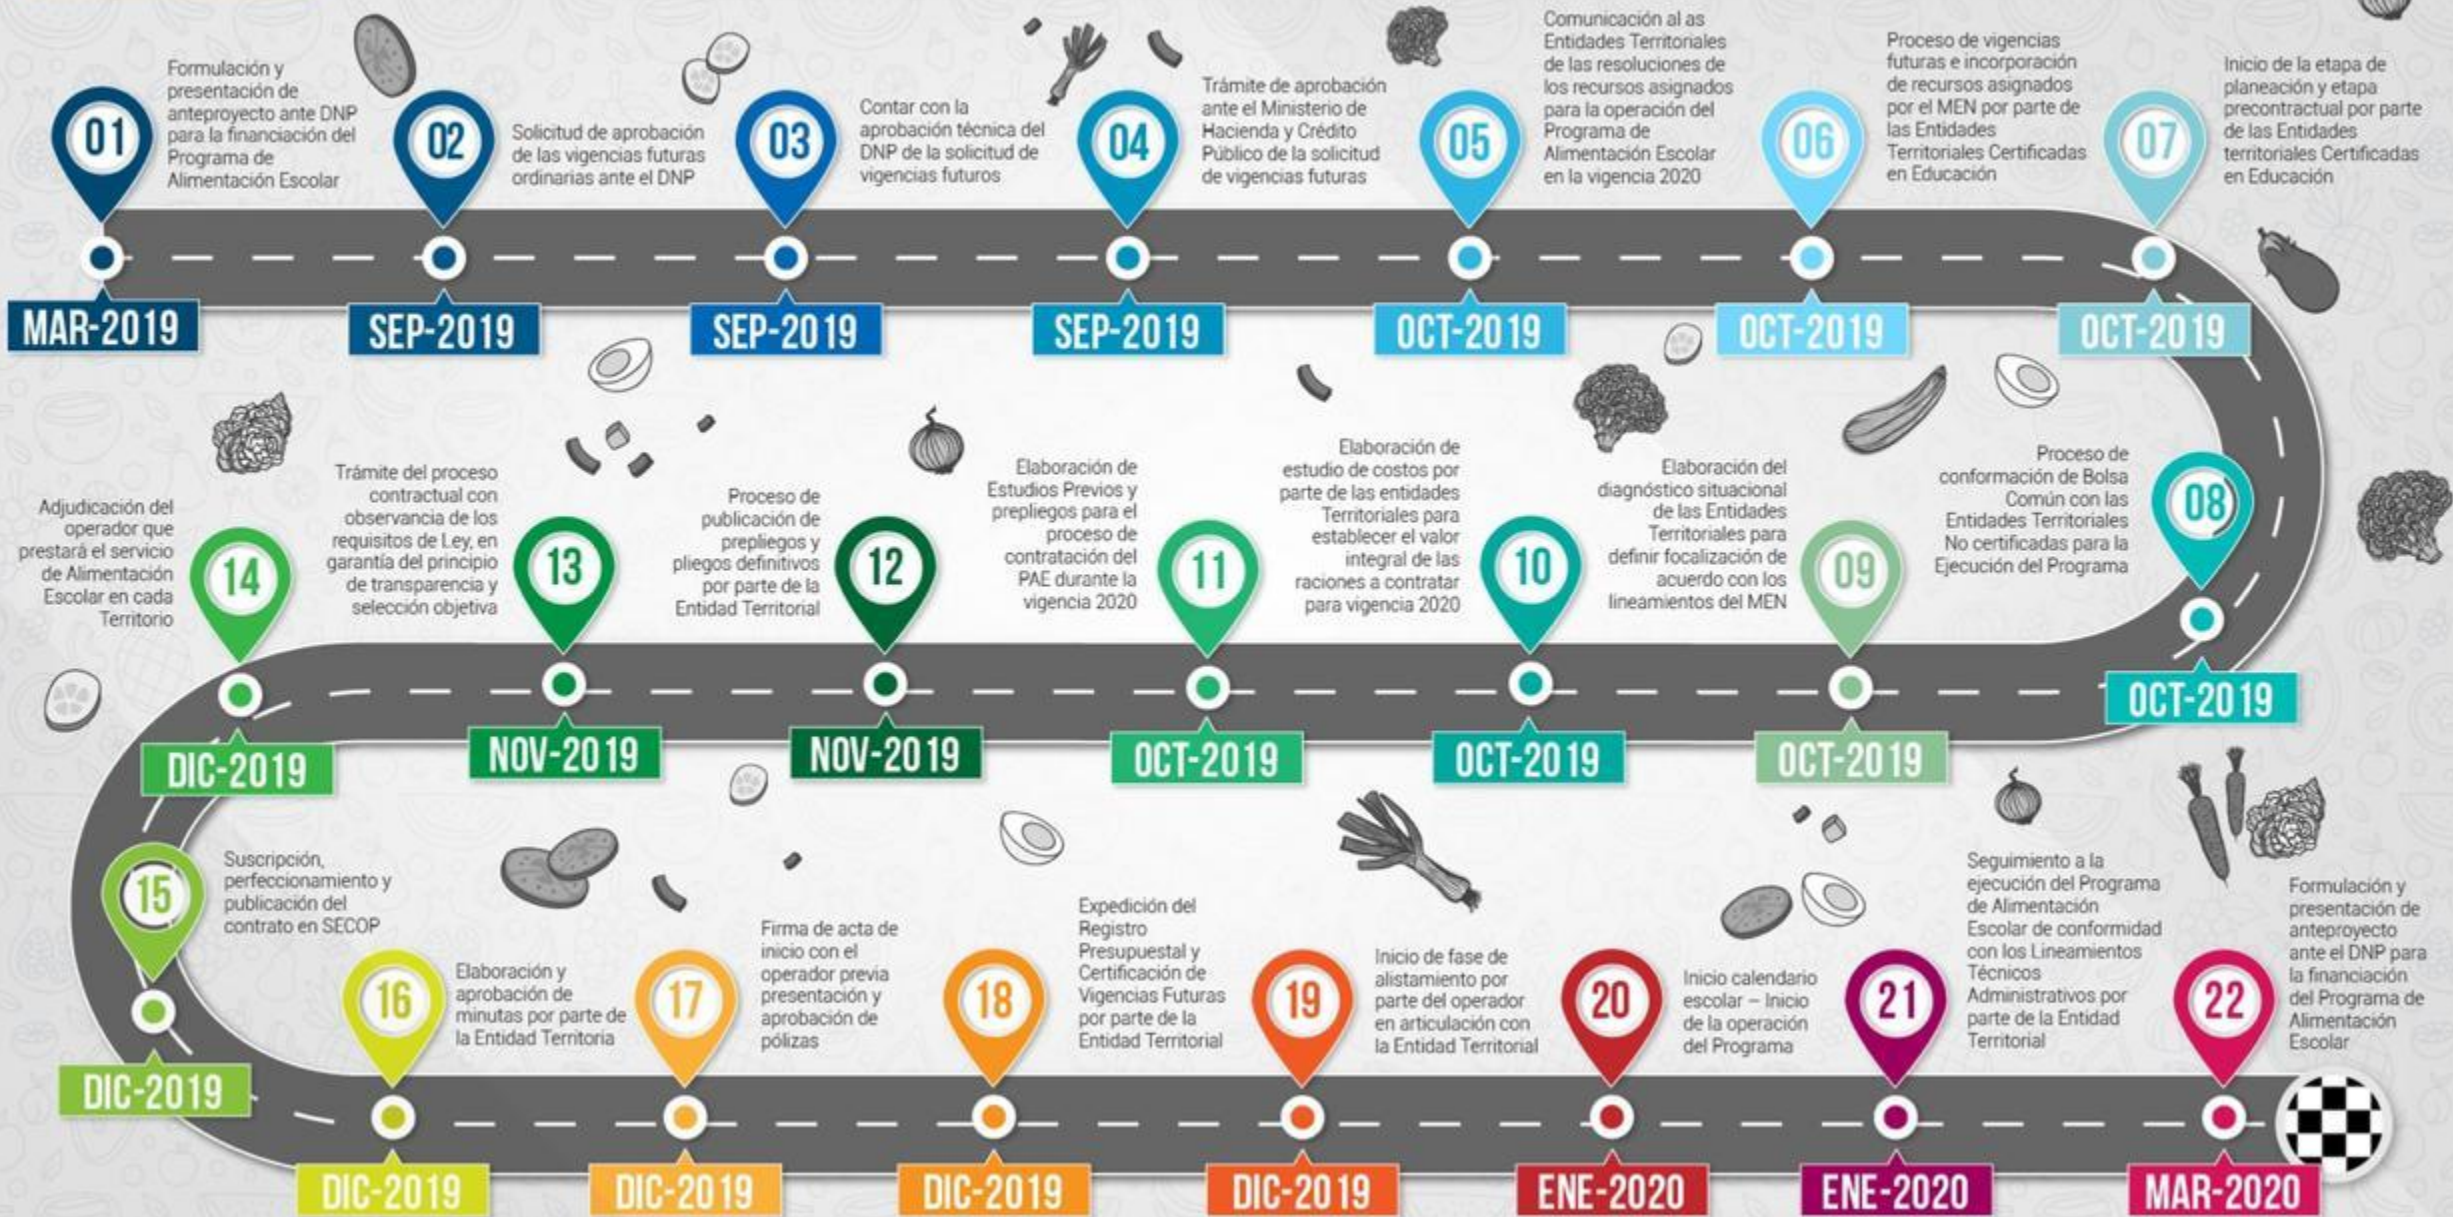 01
Formulación y
presentación de
anteproyecto ante DNP
para la financiación del
Programa de
Alimentación Escolar
MAR-2019
02
Solicitud de aprobación
de las vigencias futuras
ordinarias ante el DNP
SEP-2019
03
Contar con la
aprobación técnica del
DNP de la solicitud de
vigencias futuros
SEP-2019
04
Trámite de aprobación
ante el Ministerio de
Hacienda y Crédito
Público de la solicitud
de vigencias futuras
SEP-2019
05
Comunicación al as
Entidades Territoriales
de las resoluciones de
los recursos asignados
para la operación del
Programa de
Alimentación Escolar
en la vigencia 2020
OCT-2019
06
Proceso de vigencias
futuras e incorporación
de recursos asignados
por el MEN por parte de
las Entidades
Territoriales Certificadas
en Educación
OCT-2019
07
Inicio de la etapa de
planeación y etapa
precontractual por parte
de las Entidades
territoriales Certificadas
en Educación
OCT-2019
08
Proceso de
conformación de Bolsa
Común con las
Entidades Territoriales
No certificadas para la
Ejecución del Programa
OCT-2019
09
Elaboración del
diagnóstico situacional
de las Entidades
Territoriales para
definir focalización de
acuerdo con los
lineamientos del MEN
OCT-2019
10
Elaboración de
estudio de costos por
parte de las entidades
Territoriales para
establecer el valor
integral de las
raciones a contratar
para vigencia 2020
OCT-2019
11
Elaboración de
Estudios Previos y
prepliegos para el
proceso de
contratación del
PAE durante la
vigencia 2020
OCT-2019
12
Proceso de
publicación de
prepliegos y
pliegos definitivos
por parte de la
Entidad Territorial
NOV-2019
13
Trámite del proceso
contractual con
observancia de los
requisitos de Ley, en
garantía del principio
de transparencia y
selección objetiva
NOV-2019
14
Adjudicación del
operador que
prestará el servicio
de Alimentación
Escolar en cada
Territorio
DIC-2019
15
Suscripción,
perfeccionamiento y
publicación del
contrato en SECOP
DIC-2019
16
Elaboración y
aprobación de
minutas por parte de
la Entidad Territoria
DIC-2019
17
Firma de acta de
inicio con el
operador previa
presentación y
aprobación de
pólizas
DIC-2019
18
Expedición del
Registro
Presupuestal y
Certificación de
Vigencias Futuras
por parte de la
Entidad Territorial
DIC-2019
19
Inicio de fase de
alistamiento por
parte del operador
en articulación con
la Entidad Territorial
DIC-2019
20
Inicio calendario
escolar – Inicio
de la operación
del Programa
ENE-2020
21
Seguimiento a la
ejecución del Programa
de Alimentación
Escolar de conformidad
con los Lineamientos
Técnicos
Administrativos por
parte de la Entidad
Territorial
ENE-2020
22
Formulación y
presentación de
anteproyecto
ante el DNP para
la financiación
del Programa de
Alimentación
Escolar
MAR-2020